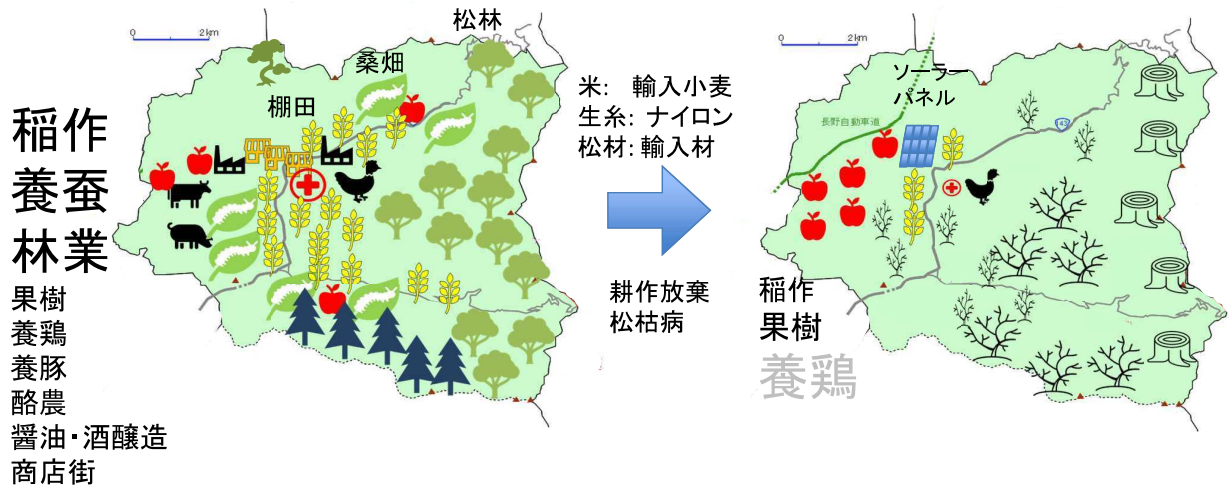 0 2km
松林
桑畑
棚田
稲作
養蚕
林業
果樹
養鶏
養豚
酪農
醤油・酒醸造
商店街
米: 輸入小麦
生糸: ナイロン
松材: 輸入材
耕作放棄
松枯病
0 2km
ソーラー
パネル
長野自動車道
143
稲作
果樹
養鶏